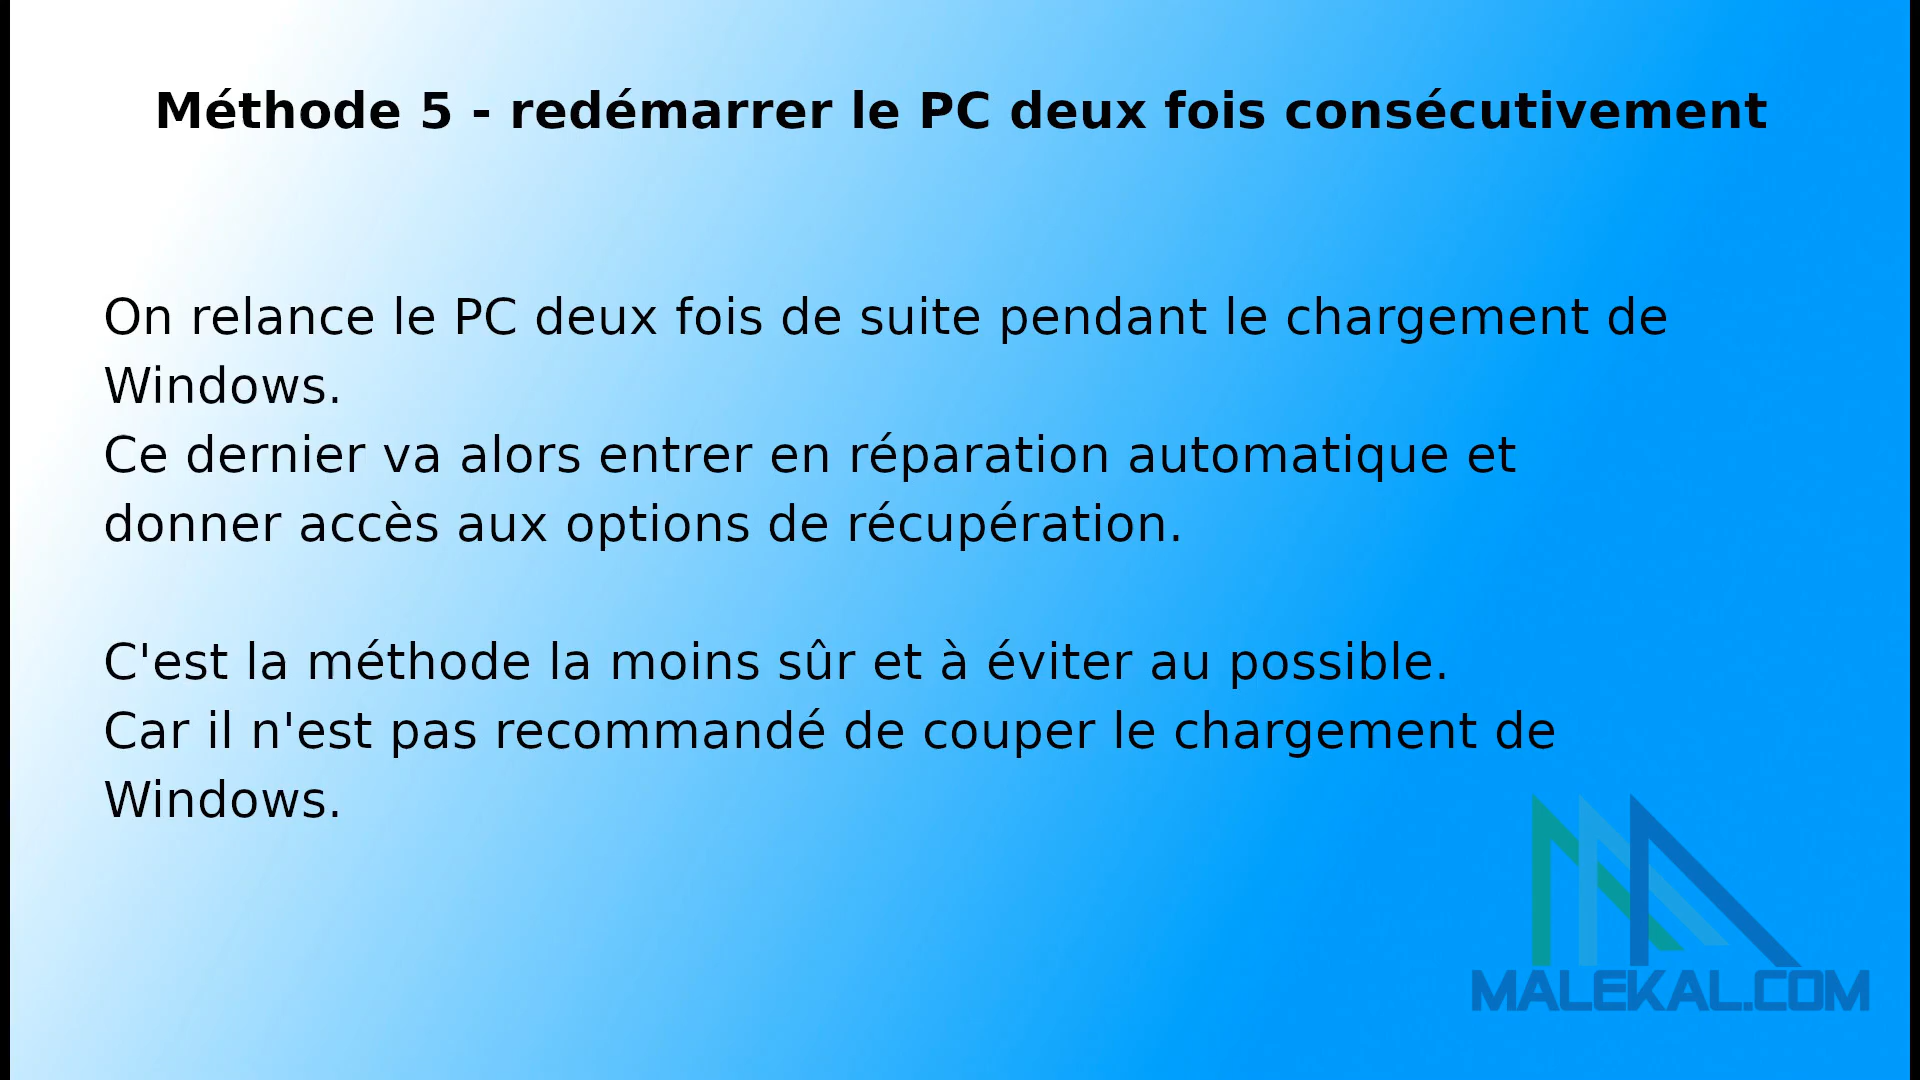 Méthode 5 - redémarrer le PC deux fois consécutivement
On relance le PC deux fois de suite pendant le chargement de
Windows.
Ce dernier va alors entrer en réparation automatique et
donner accès aux options de récupération.
C'est la méthode la moins sûr et à éviter au possible.
Car il n'est pas recommandé de couper le chargement de
Windows.
MALEKAL.COM